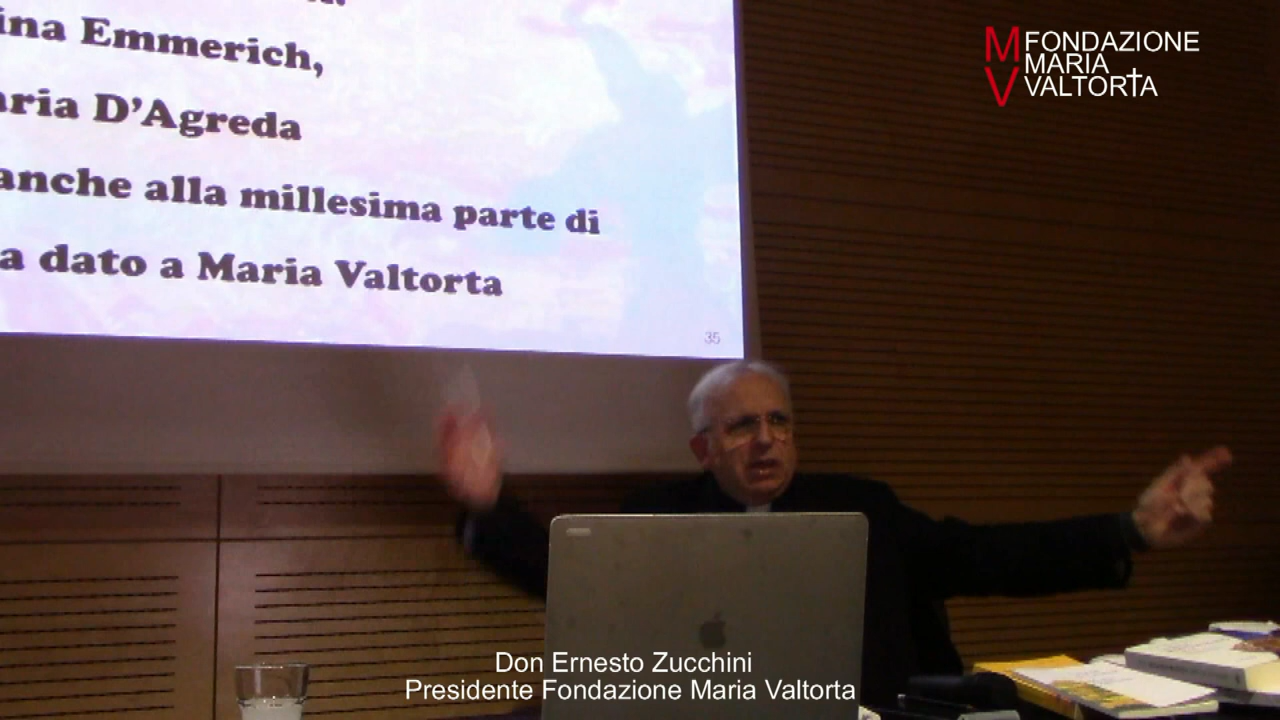 ina Emmerich,
aria D'Agreda
anche alla millesima parte di
a dato a Maria Valtorta
35
FONDAZIONE
MARIA
VALTORTA
MV
Don Ernesto Zucchini
Presidente Fondazione Maria Valtorta